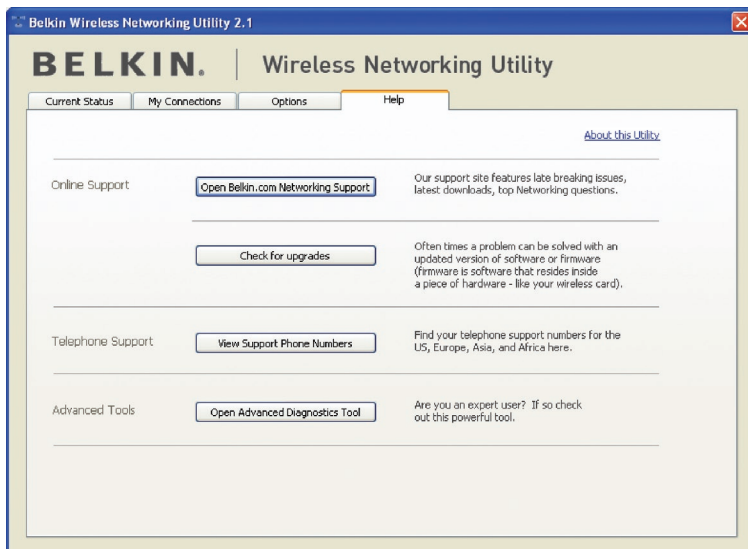 Belkin Wireless Networking Utility 2.1
BELKIN. | Wireless Networking Utility
Current Status
My Connections
Options
Help
About this Utility
Online Support
Open Belkin.com Networking Support
Our support site features late breaking issues,
latest downloads, top Networking questions.
Check for upgrades
Often times a problem can be solved with an
updated version of software or firmware
(firmware is software that resides inside
a piece of hardware - like your wireless card).
Telephone Support
View Support Phone Numbers
Find your telephone support numbers for the
US, Europe, Asia, and Africa here.
Advanced Tools
Open Advanced Diagnostics Tool
Are you an expert user? If so check
out this powerful tool.